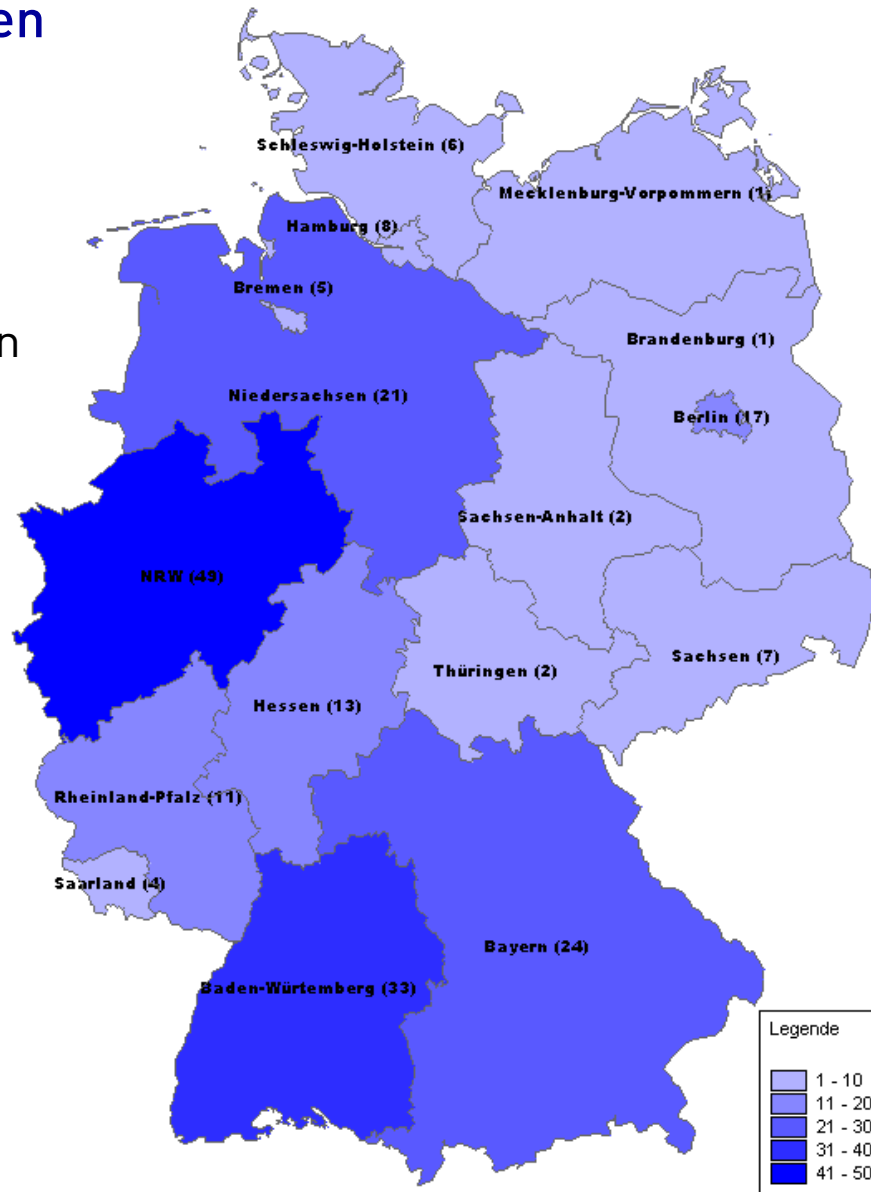 en
Schleswig-Holstein (6)
Mecklenburg-Vorpommern (1)
Hamburg (8)
Bremen (5)
n
Brandenburg (1)
Niedersachsen (21)
Berlin (17)
Sachsen-Anhalt (2)
NRW (49)
Sachsen (7)
Thüringen (2)
Hessen (13)
Rheinland-Pfalz (11)
Saarland (4)
Bayern (24)
Baden-Würtemberg (33)
Legende
1 - 10
11 - 20
21 - 30
31 - 40
41 - 50